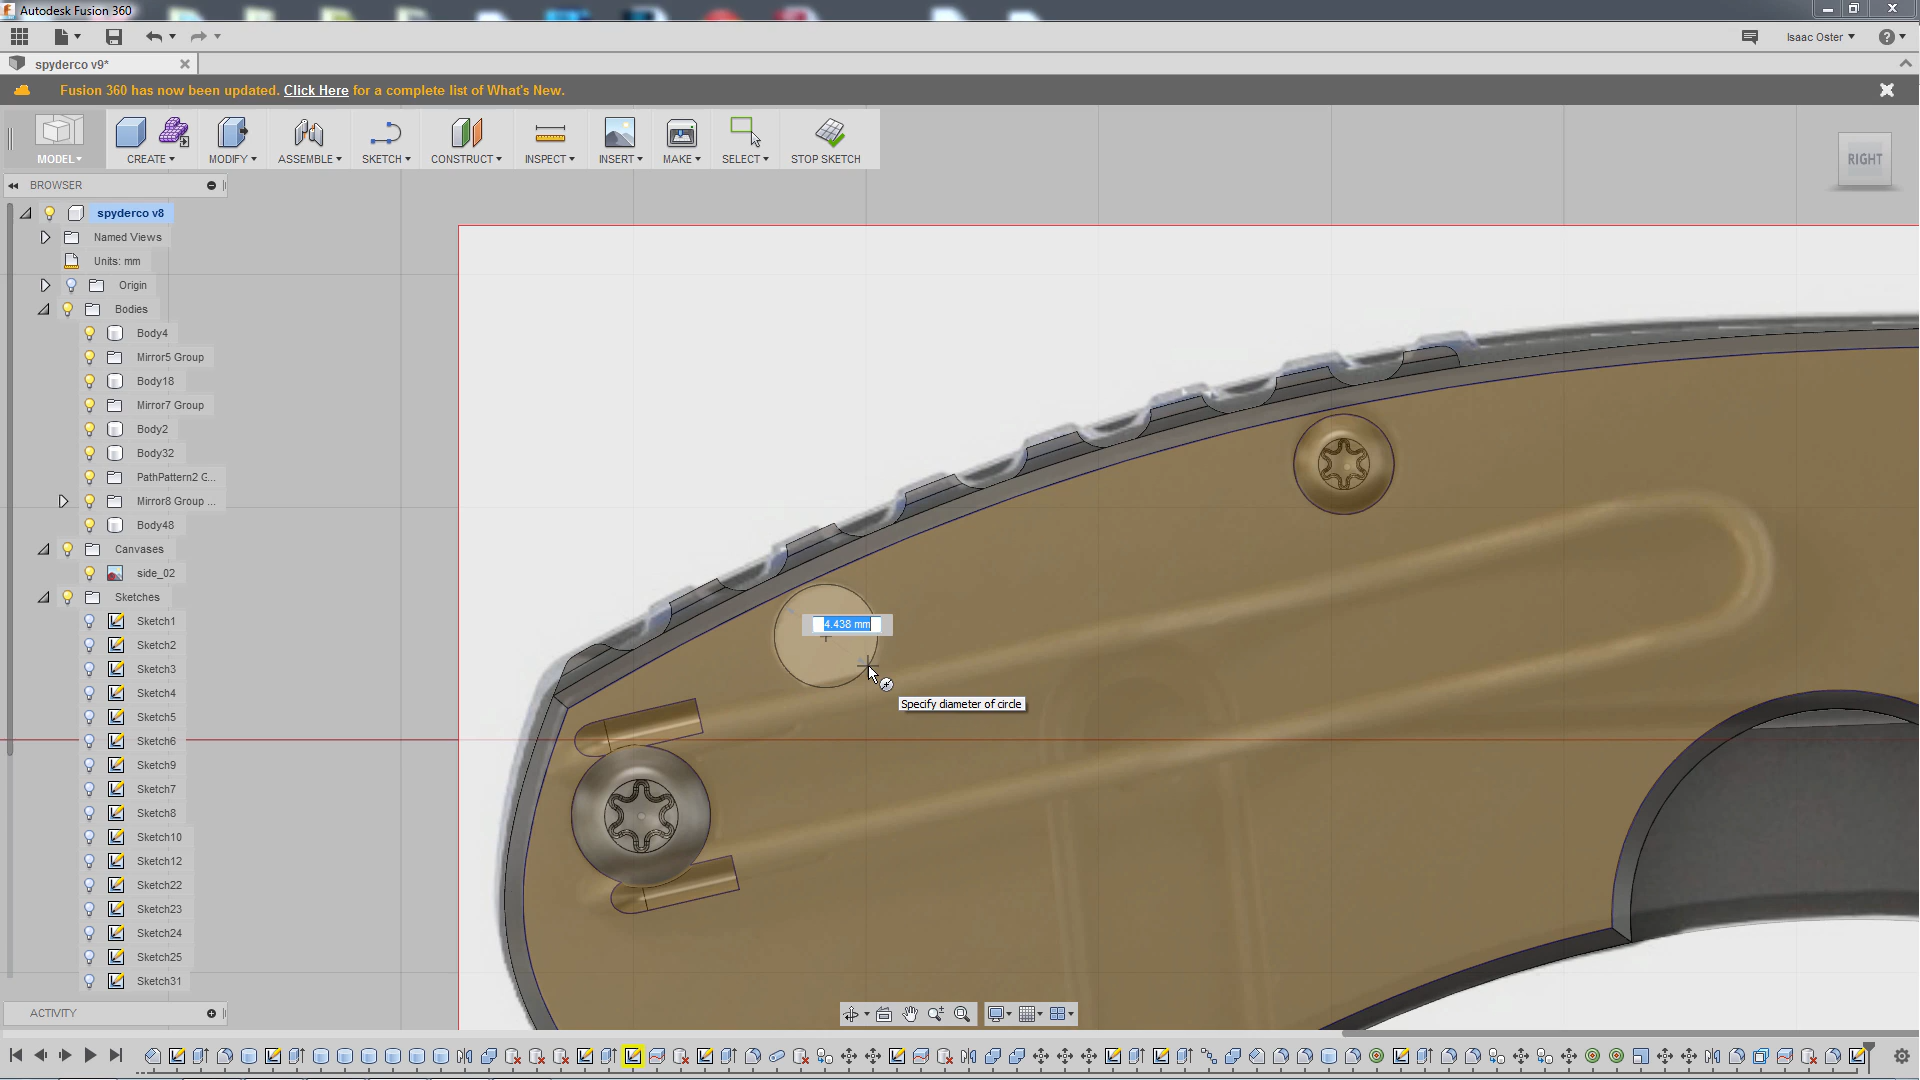 Autodesk Fusion 360
Isaac Oster
spyderco v9*
Fusion 360 has now been updated. Click Here for a complete list of What's New.
MODEL
CREATE
MODIFY
ASSEMBLE
SKETCH
CONSTRUCT
INSPECT
INSERT
MAKE
SELECT
STOP SKETCH
RIGHT
BROWSER
spyderco v8
Named Views
Units: mm
Origin
Bodies
Body4
Mirror5 Group
Body18
Mirror7 Group
Body2
Body32
PathPattern2 G...
Mirror8 Group ...
Body48
Canvases
side_02
Sketches
Sketch1
Sketch2
Sketch3
Sketch4
Sketch5
Sketch6
Sketch9
Sketch7
Sketch8
Sketch10
Sketch12
Sketch22
Sketch23
Sketch24
Sketch25
Sketch31
4.438 mm
Specify diameter of circle
ACTIVITY